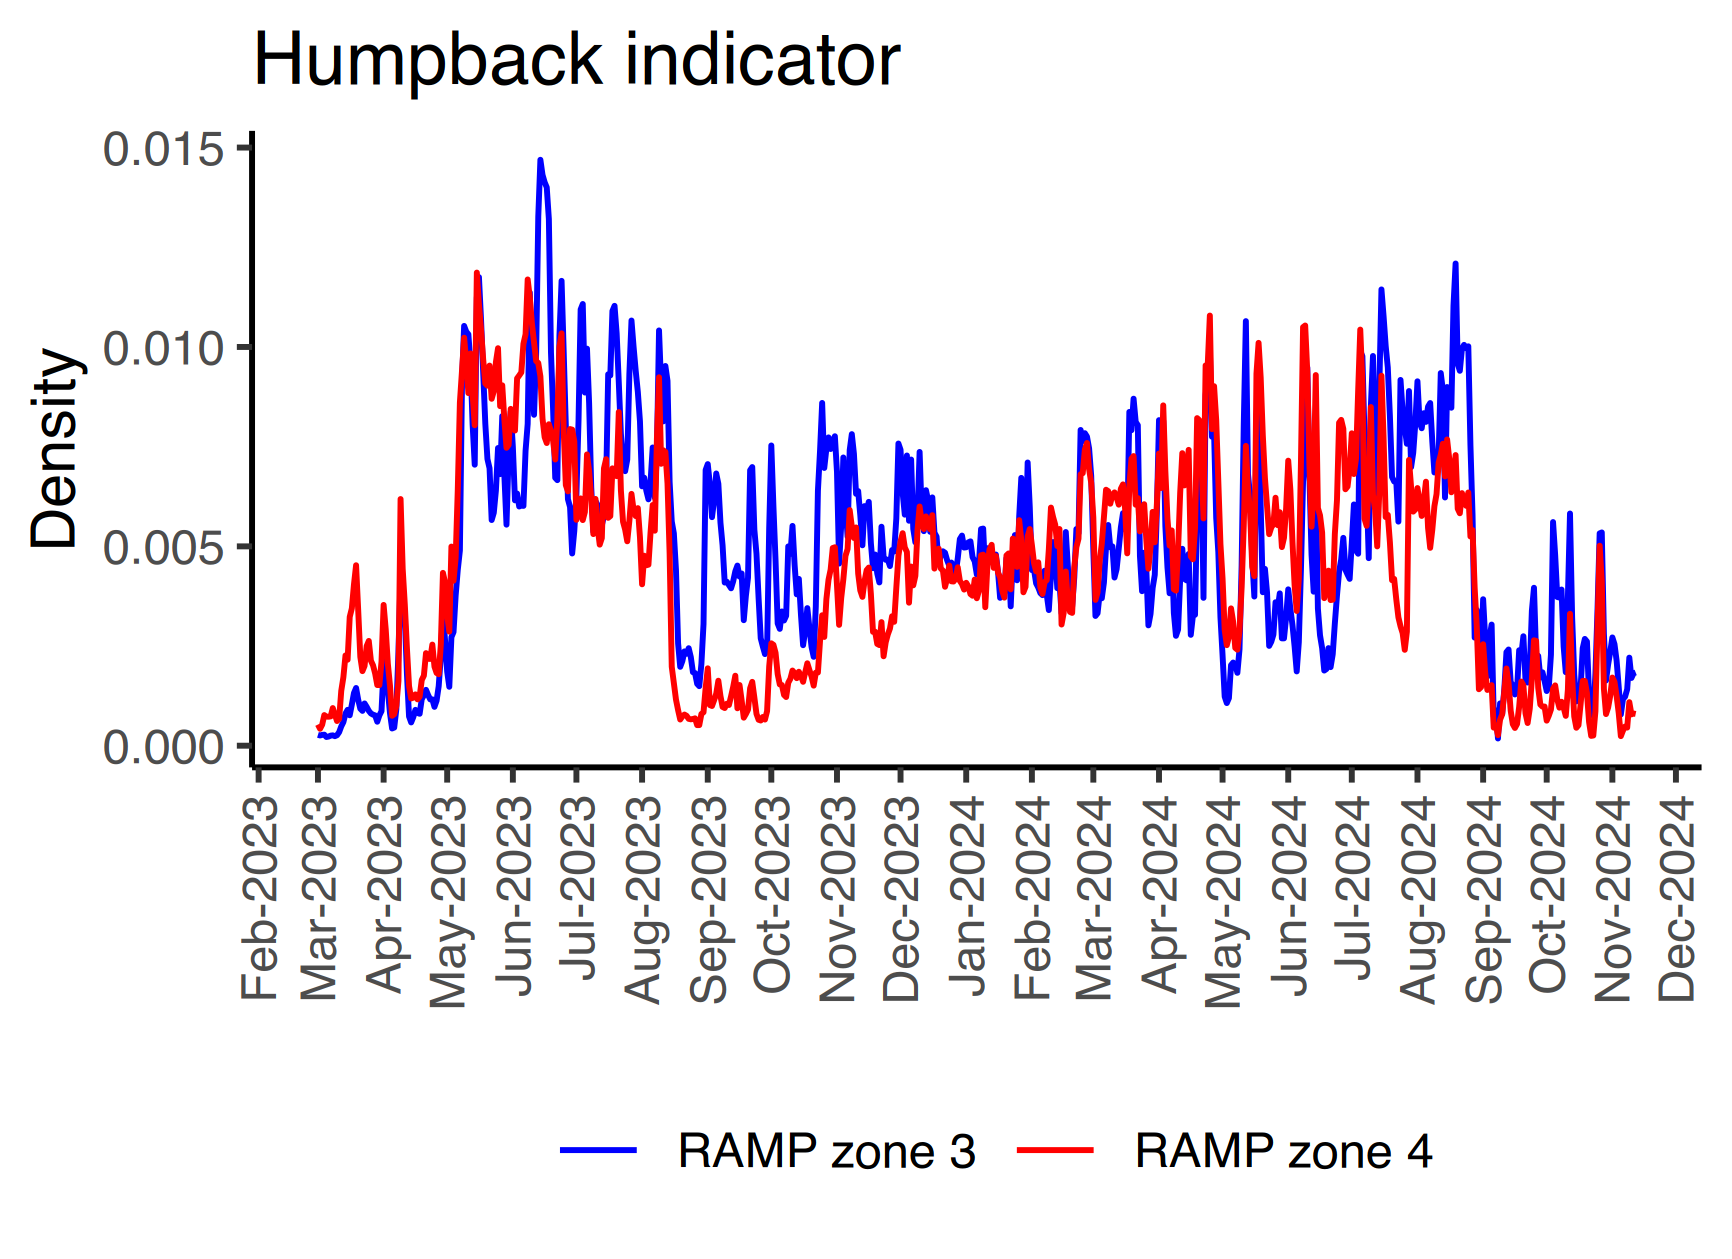 Humpback indicator
Density
0.015
0.010
0.005
0.000
Feb-2023
Mar-2023
Apr-2023
May-2023
Jun-2023
Jul-2023
Aug-2023
Sep-2023
Oct-2023
Nov-2023
Dec-2023
Jan-2024
Feb-2024
Mar-2024
Apr-2024
May-2024
Jun-2024
Jul-2024
Aug-2024
Sep-2024
Oct-2024
Nov-2024
Dec-2024
RAMP zone 3
RAMP zone 4